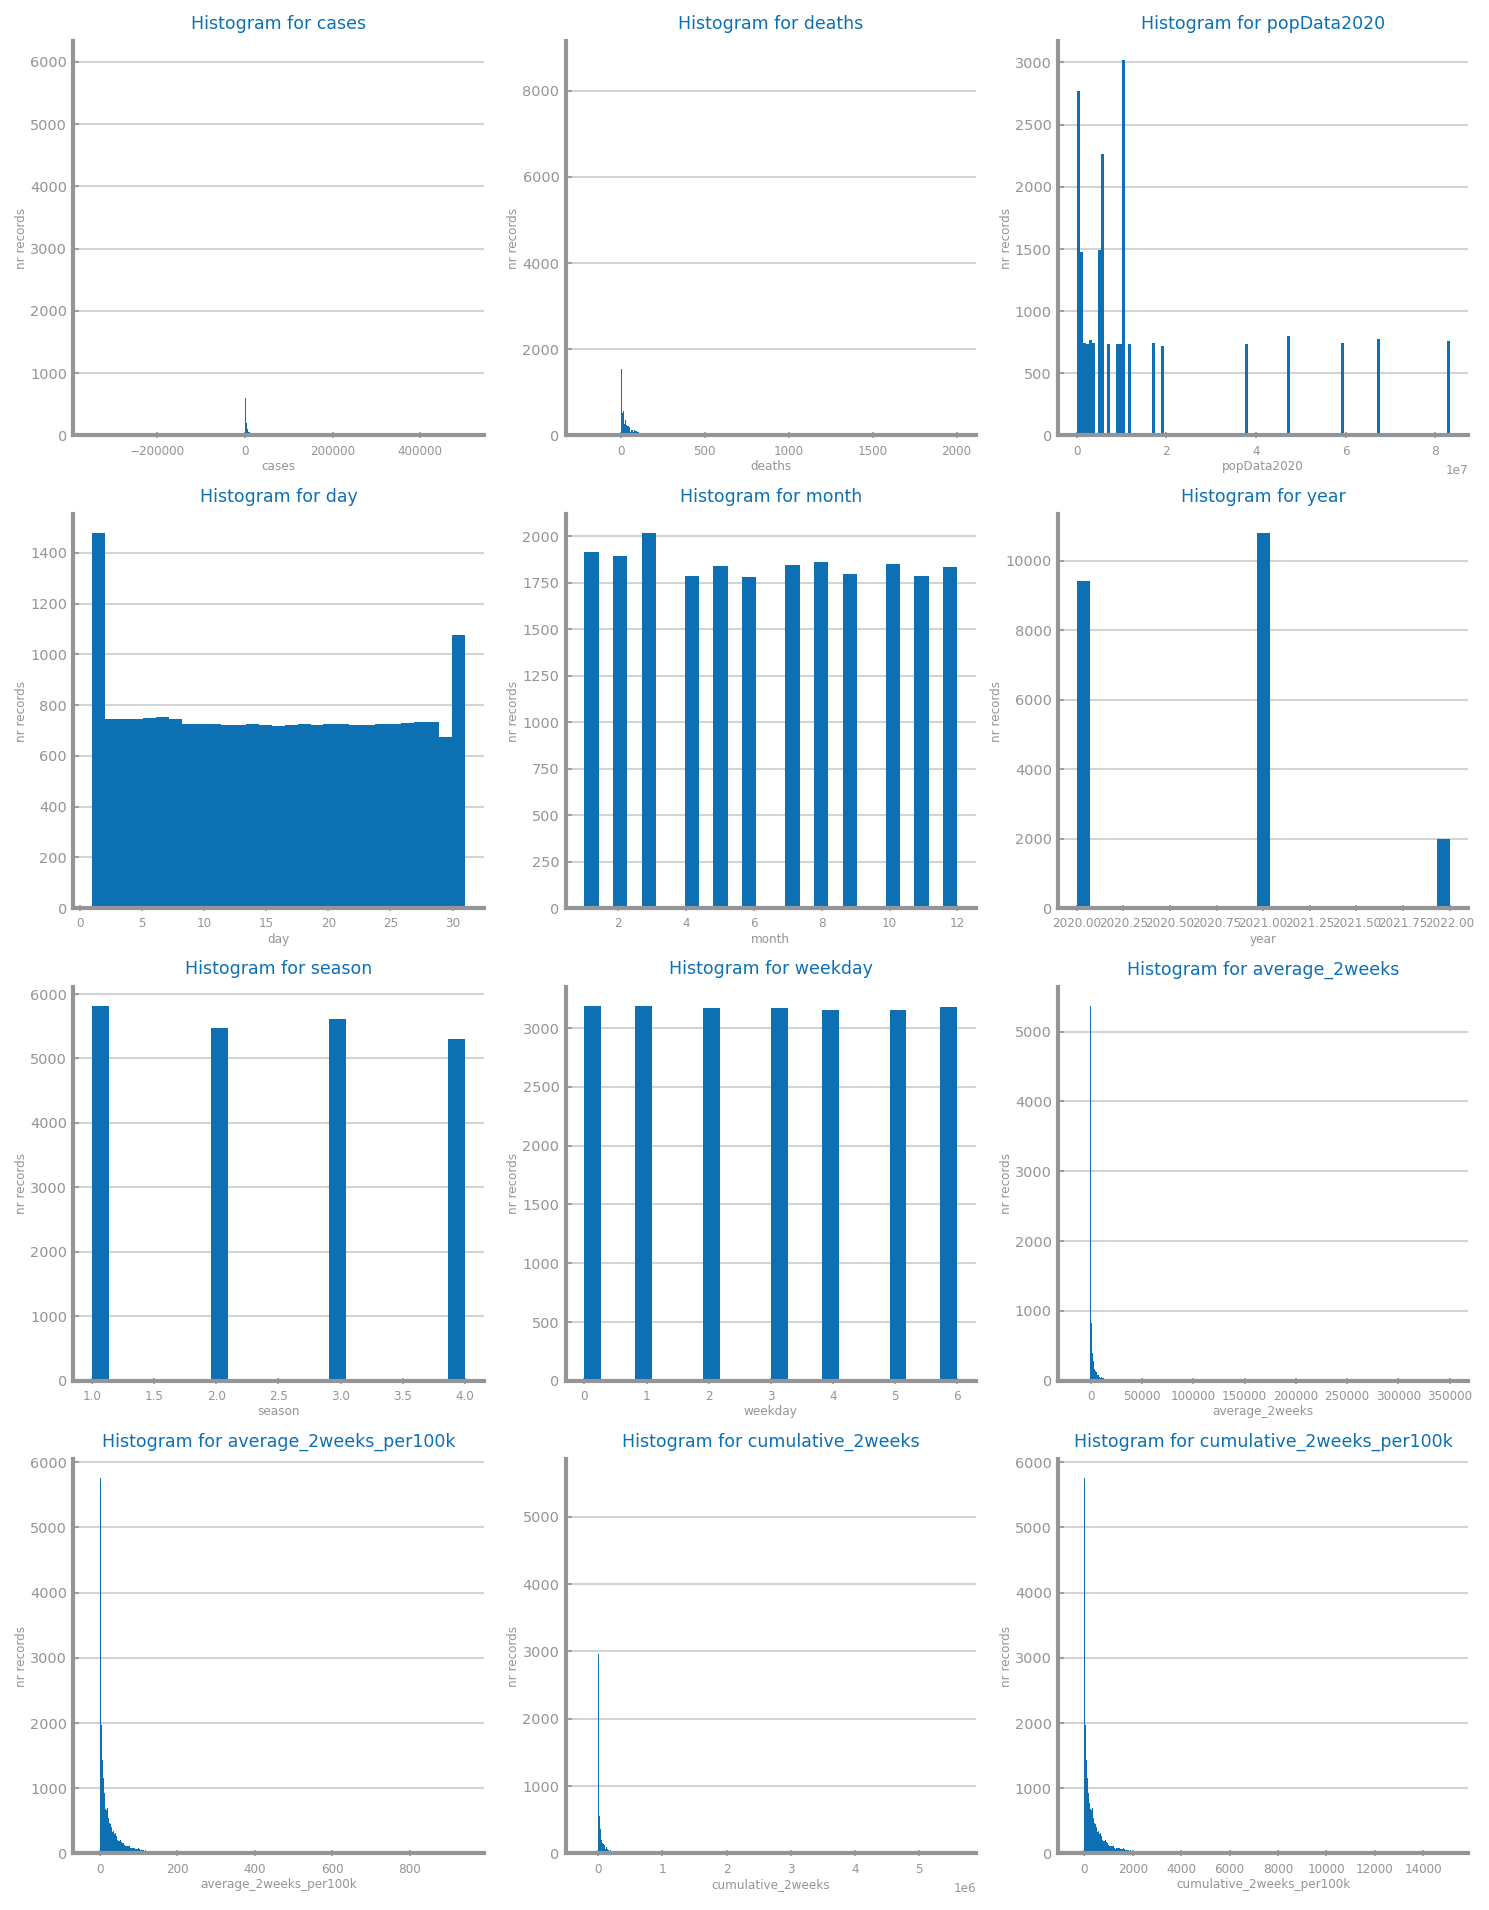 Histogram for cases
6000
5000
4000
3000
2000
1000
0
nr records
−200000 0 200000 400000
cases
Histogram for deaths
8000
6000
4000
2000
0
nr records
0 500 1000 1500 2000
deaths
Histogram for popData2020
3000
2500
2000
1500
1000
500
0
nr records
0 2 4 6 8
popData2020
1e7
Histogram for day
1400
1200
1000
800
600
400
200
0
nr records
0 5 10 15 20 25 30
day
Histogram for month
2000
1750
1500
1250
1000
750
500
250
0
nr records
2 4 6 8 10 12
month
Histogram for year
10000
8000
6000
4000
2000
0
nr records
2020.00 2020.25 2020.50 2020.75 2021.00 2021.25 2021.50 2021.75 2022.00
year
Histogram for season
6000
5000
4000
3000
2000
1000
0
nr records
1.0 1.5 2.0 2.5 3.0 3.5 4.0
season
Histogram for weekday
3000
2500
2000
1500
1000
500
0
nr records
0 1 2 3 4 5 6
weekday
Histogram for average_2weeks
5000
4000
3000
2000
1000
0
nr records
0 50000 100000 150000 200000 250000 300000 350000
average_2weeks
Histogram for average_2weeks_per100k
6000
5000
4000
3000
2000
1000
0
nr records
0 200 400 600 800
average_2weeks_per100k
Histogram for cumulative_2weeks
5000
4000
3000
2000
1000
0
nr records
0 1 2 3 4 5
cumulative_2weeks
1e6
Histogram for cumulative_2weeks_per100k
6000
5000
4000
3000
2000
1000
0
nr records
0 2000 4000 6000 8000 10000 12000 14000
cumulative_2weeks_per100k